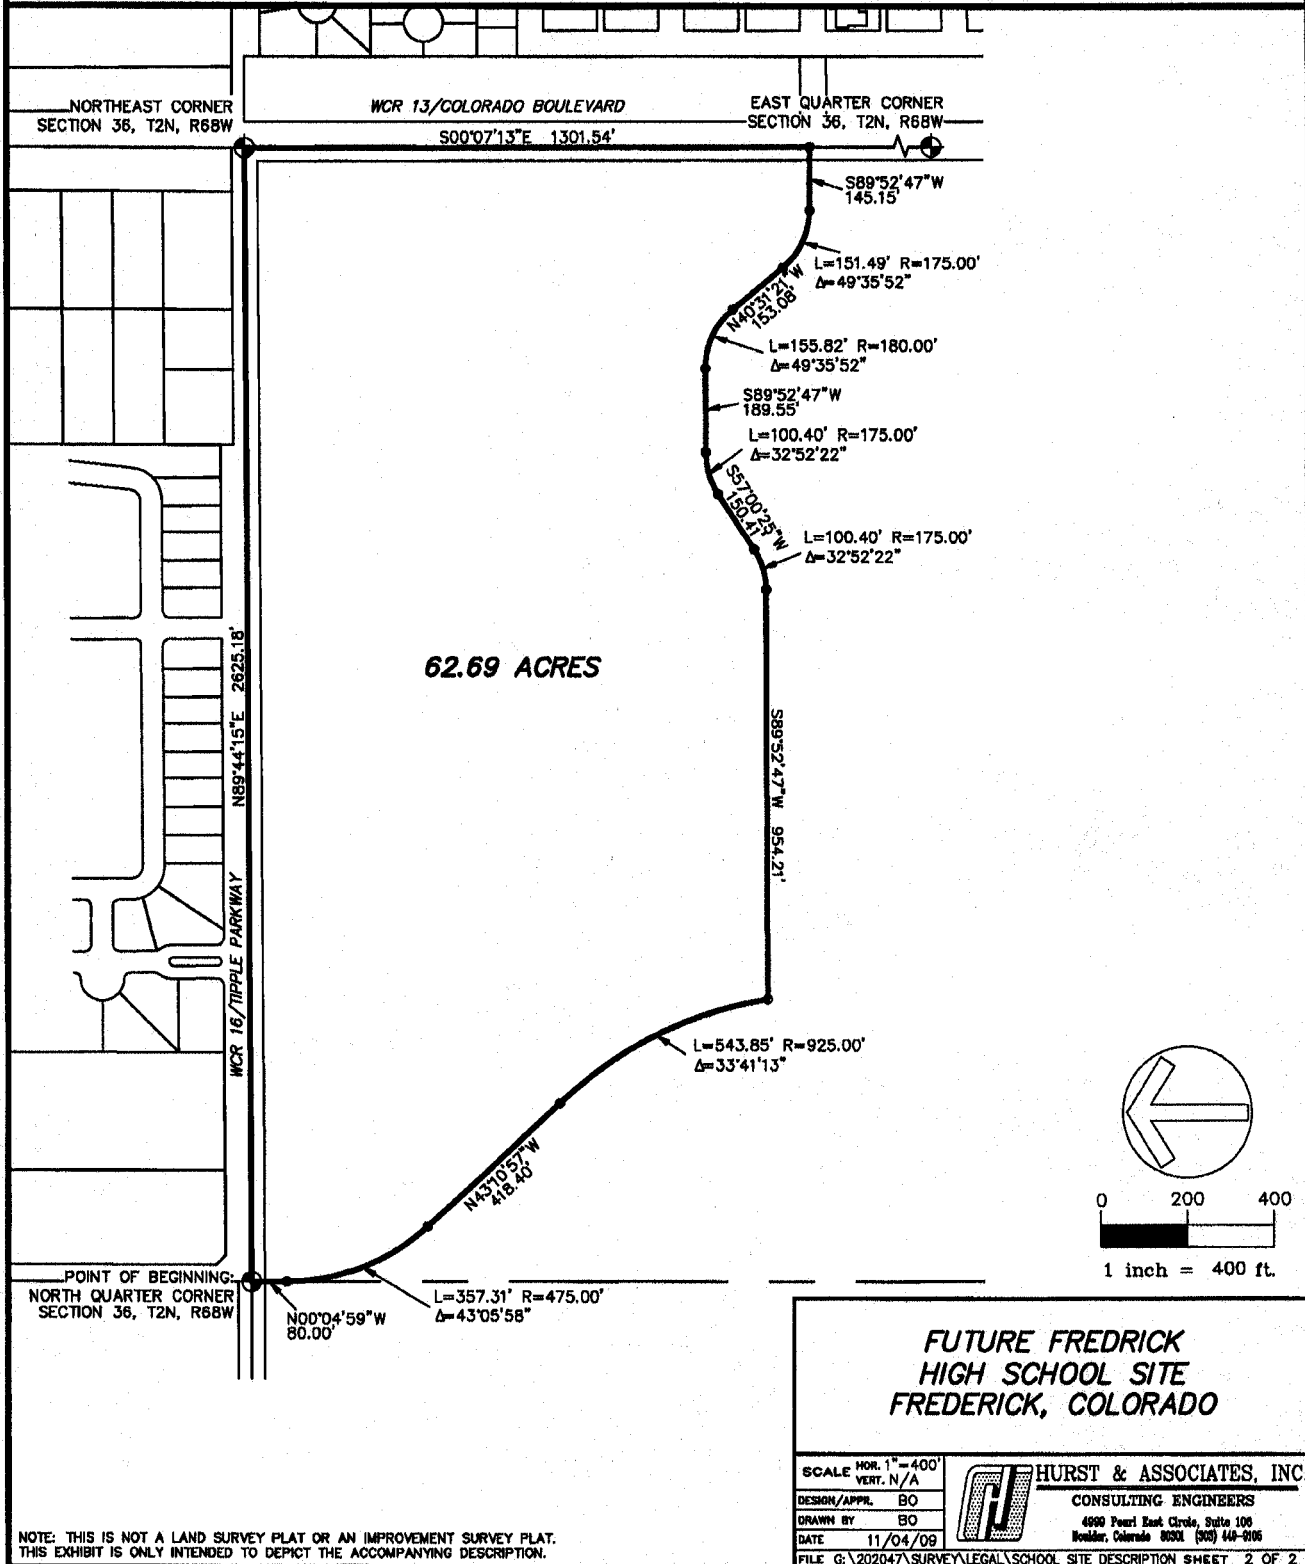 NORTHEAST CORNER
SECTION 36, T2N, R68W
WCR 13/COLORADO BOULEVARD
EAST QUARTER CORNER
SECTION 36, T2N, R68W
S00°07'13"E 1301.54'
S89°52'47"W
145.15'
L=151.49' R=175.00'
Δ=49°35'52"
N40°31'21"W
153.08'
L=155.82' R=180.00'
Δ=49°35'52"
S89°52'47"W
189.55'
L=100.40' R=175.00'
Δ=32°52'22"
S57°00'25"W
150.41'
L=100.40' R=175.00'
Δ=32°52'22"
N89°44'15"E 2625.18'
62.69 ACRES
S89°52'47"W 954.21'
WCR 16/TIPPLE PARKWAY
L=543.85' R=925.00'
Δ=33°41'13"
N43°10'57"W
418.40'
POINT OF BEGINNING:
NORTH QUARTER CORNER
SECTION 36, T2N, R68W
N00°04'59"W
80.00'
L=357.31' R=475.00'
Δ=43°05'58"
0 200 400
1 inch = 400 ft.
FUTURE FREDRICK
HIGH SCHOOL SITE
FREDERICK, COLORADO
SCALE HOR. 1"=400'
VERT. N/A
DESIGN/APPR. BO
DRAWN BY BO
DATE 11/04/09
HURST & ASSOCIATES, INC.
CONSULTING ENGINEERS
4999 Pearl East Circle, Suite 106
Boulder, Colorado 80301 (303) 449-9105
FILE G:\202047\SURVEY\LEGAL\SCHOOL SITE DESCRIPTION SHEET 2 OF 2
NOTE: THIS IS NOT A LAND SURVEY PLAT OR AN IMPROVEMENT SURVEY PLAT.
THIS EXHIBIT IS ONLY INTENDED TO DEPICT THE ACCOMPANYING DESCRIPTION.